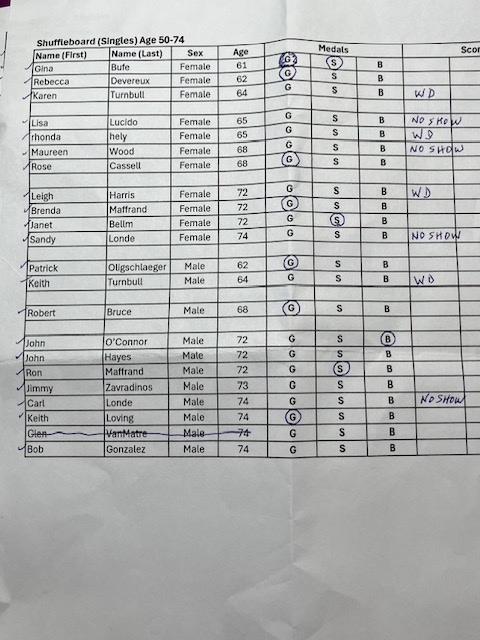 Shuffleboard (Singles) Age 50-74
Name (First) Name (Last) Sex Age Medals Scor
Gina Bufe Female 61 G S B
Rebecca Devereux Female 62 G S B
Karen Turnbull Female 64 G S B WD
Lisa Lucido Female 65 G S B NO SHOW
rhonda hely Female 65 G S B WD
Maureen Wood Female 68 G S B NO SHOW
Rose Cassell Female 68 G S B
Leigh Harris Female 72 G S B WD
Brenda Maffrand Female 72 G S B
Janet Bellm Female 72 G S B
Sandy Londe Female 74 G S B NO SHOW
Patrick Oligschlaeger Male 62 G S B
Keith Turnbull Male 64 G S B WD
Robert Bruce Male 68 G S B
John O'Connor Male 72 G S B
John Hayes Male 72 G S B
Ron Maffrand Male 72 G S B
Jimmy Zavradinos Male 73 G S B
Carl Londe Male 74 G S B NO SHOW
Keith Loving Male 74 G S B
Glen VanMatre Male 74 G S B
Bob Gonzalez Male 74 G S B